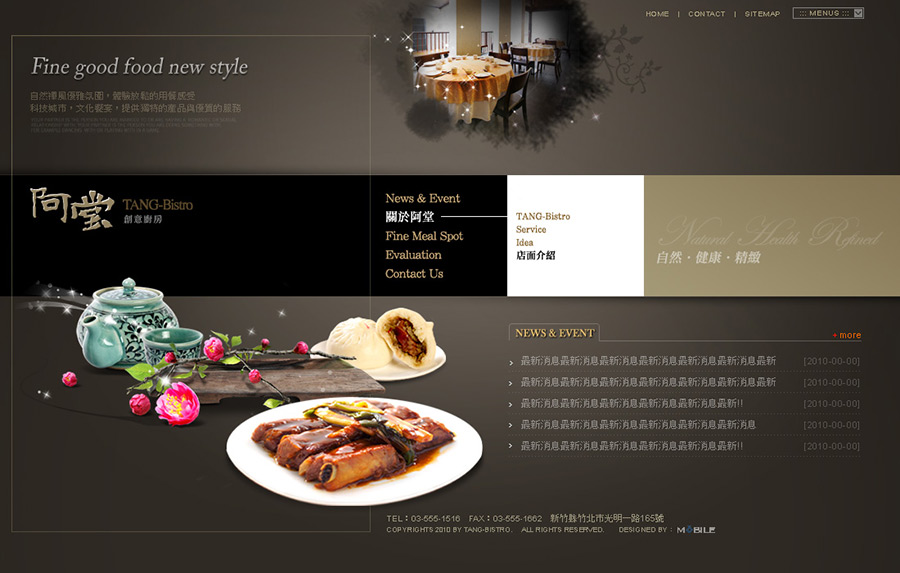 HOME | CONTACT | SITEMAP
::: MENUS :::
Fine good food new style
自然禪風優雅氛圍，體驗放鬆的用餐感受
科技城市，文化饗宴，提供獨特的產品與優質的服務
阿堂 TANG-Bistro
創意廚房
News & Event
關於阿堂
Fine Meal Spot
Evaluation
Contact Us
TANG-Bistro
Service
Idea
店面介紹
Natural Health Refined
自然・健康・精緻
NEWS & EVENT
+ more
最新消息最新消息最新消息最新消息最新消息最新消息最新 [2010-00-00]
最新消息最新消息最新消息最新消息最新消息最新消息最新 [2010-00-00]
最新消息最新消息最新消息最新消息最新消息最新!! [2010-00-00]
最新消息最新消息最新消息最新消息最新消息最新消息 [2010-00-00]
最新消息最新消息最新消息最新消息最新消息最新!! [2010-00-00]
TEL：03-555-1516 FAX：03-555-1662 新竹縣竹北市光明一路165號
COPYRIGHTS 2010 BY TANG-BISTRO. ALL RIGHTS RESERVED. DESIGNED BY： MOBILE